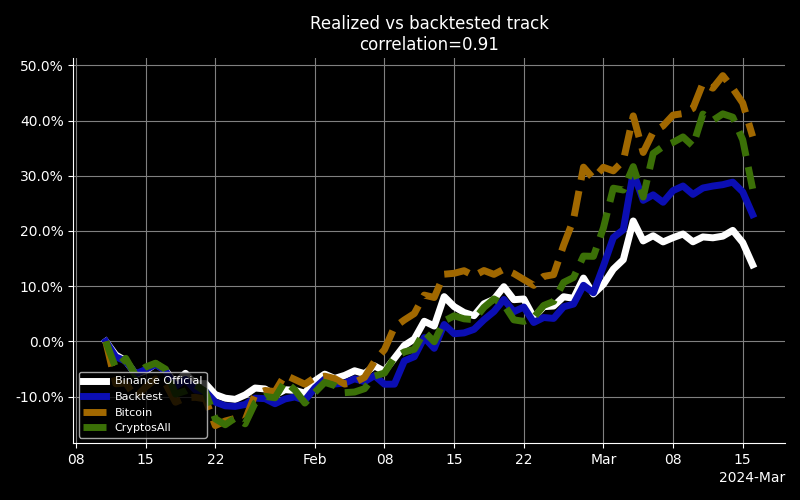 Realized vs backtested track
correlation=0.91
50.0%
40.0%
30.0%
20.0%
10.0%
0.0%
-10.0%
Binance Official
Backtest
Bitcoin
CryptosAll
08 15 22 Feb 08 15 22 Mar 08 15
2024-Mar